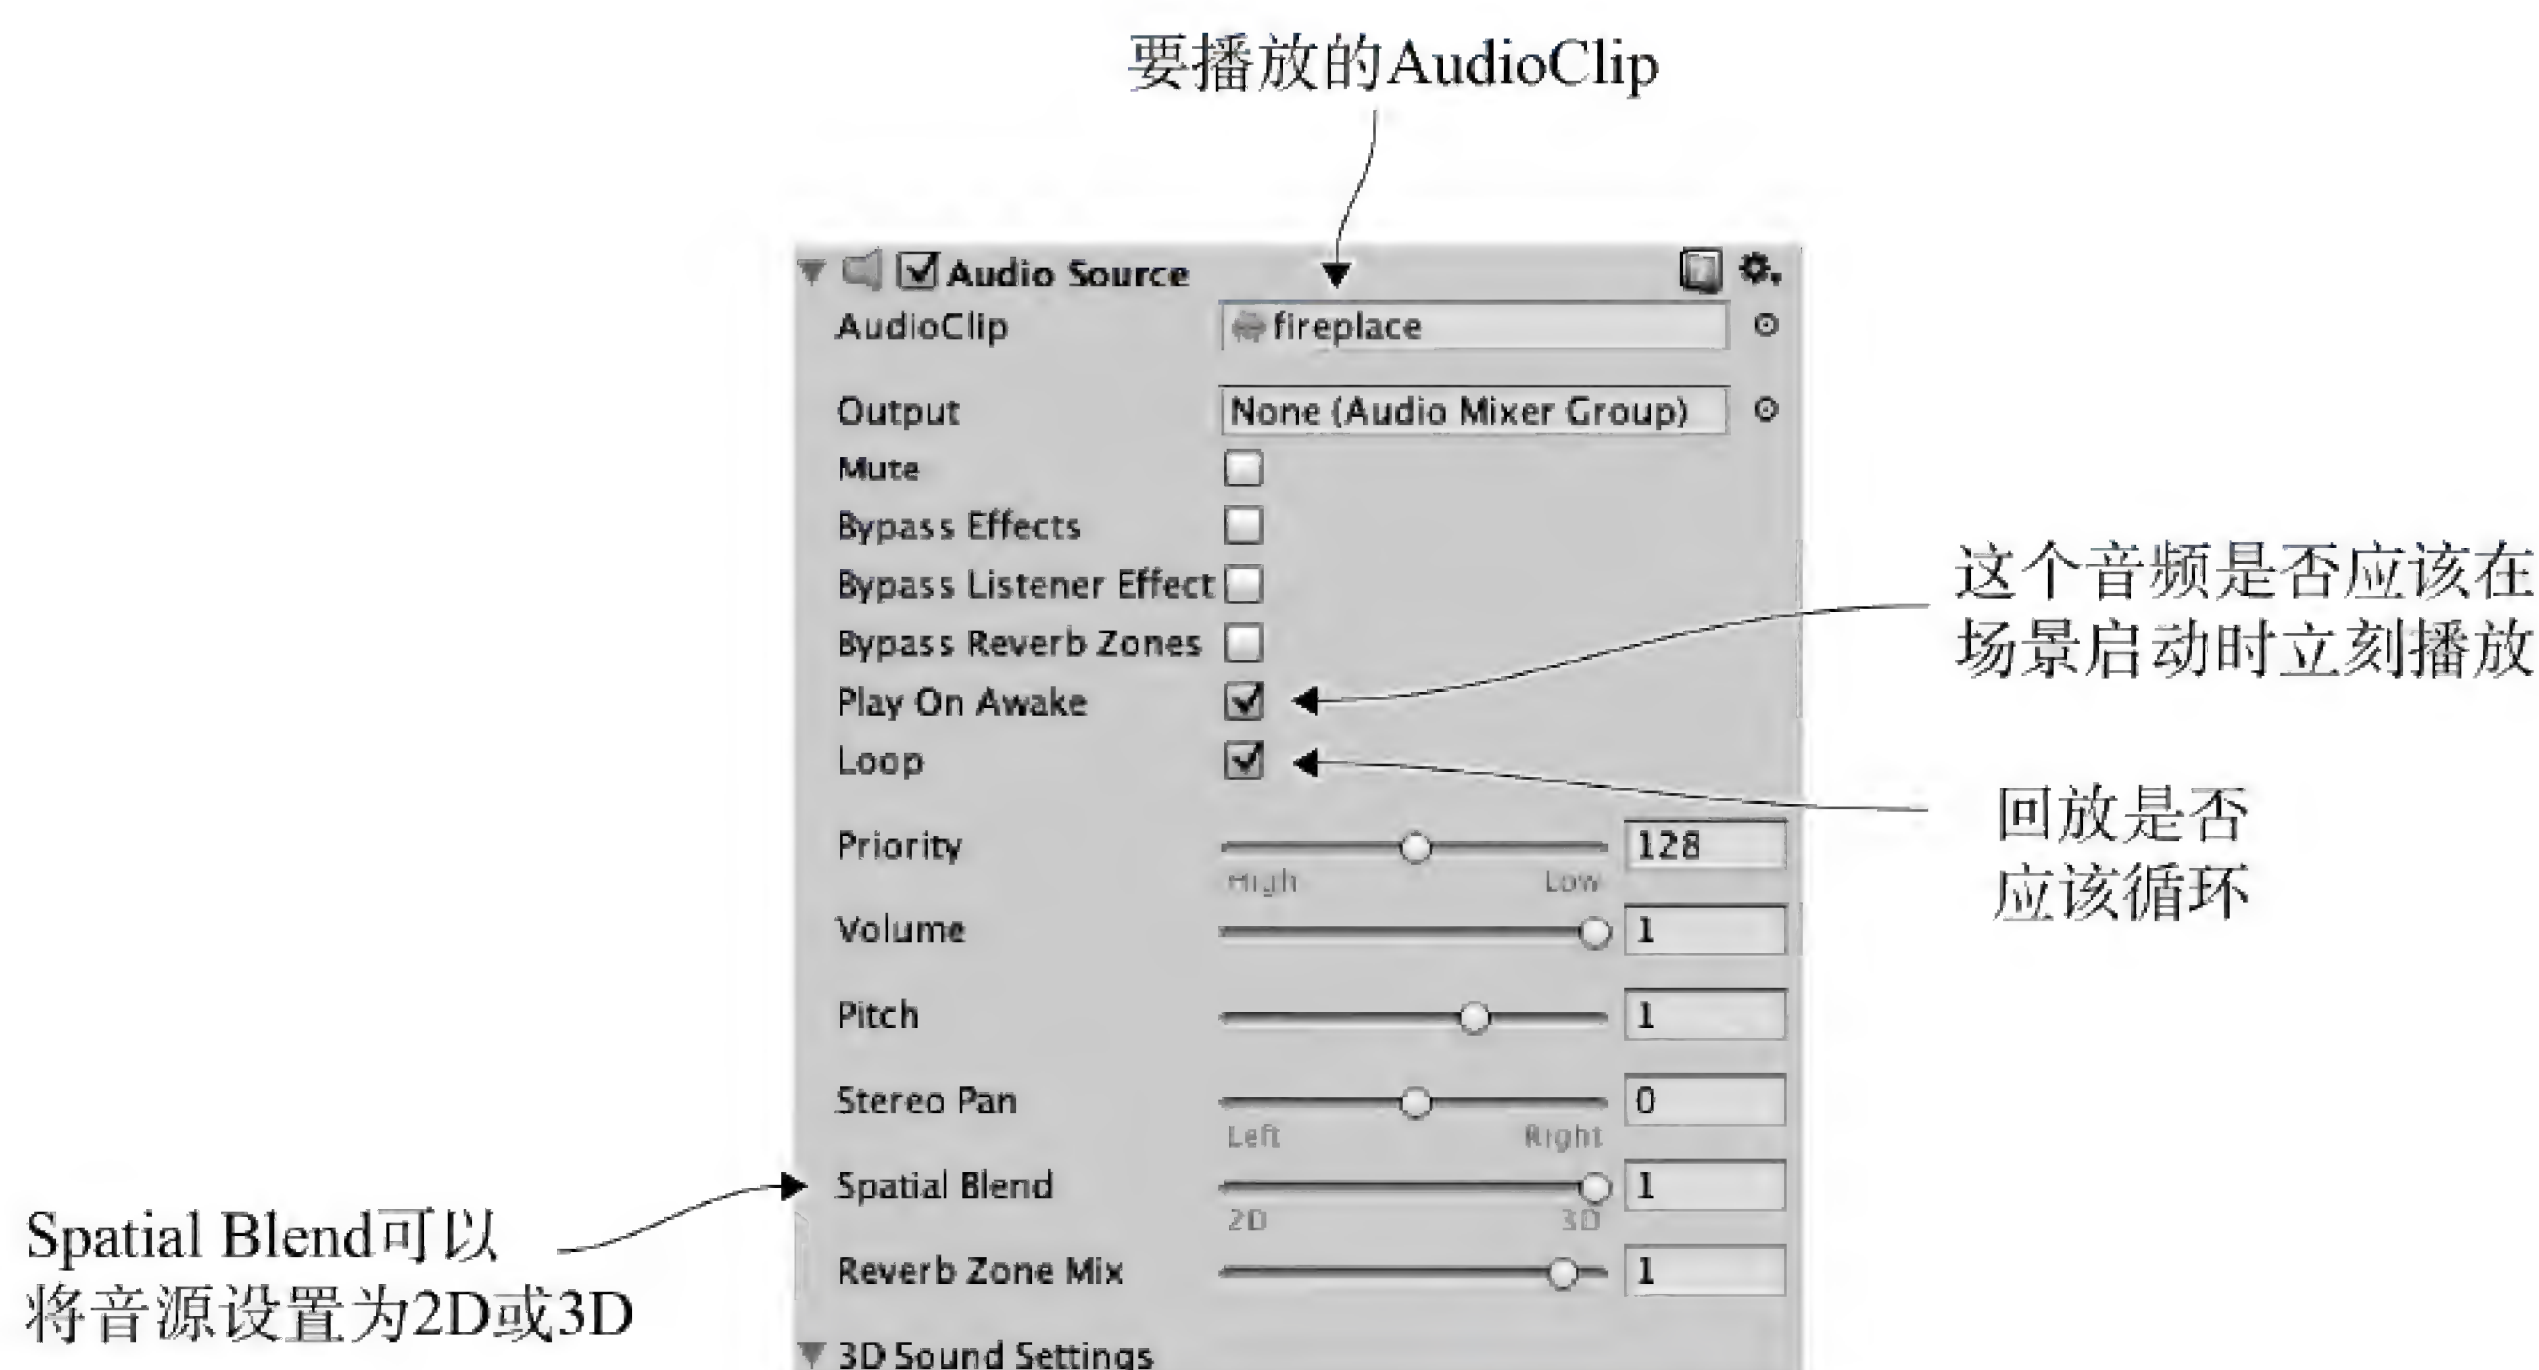 要播放的AudioClip
Audio Source
AudioClip fireplace
Output None (Audio Mixer Group)
Mute
Bypass Effects
Bypass Listener Effect
Bypass Reverb Zones
Play On Awake
Loop
这个音频是否应该在
场景启动时立刻播放
回放是否
应该循环
Priority 128
High Low
Volume 1
Pitch 1
Stereo Pan 0
Left Right
Spatial Blend 1
2D 3D
Reverb Zone Mix 1
3D Sound Settings
Spatial Blend可以
将音源设置为2D或3D